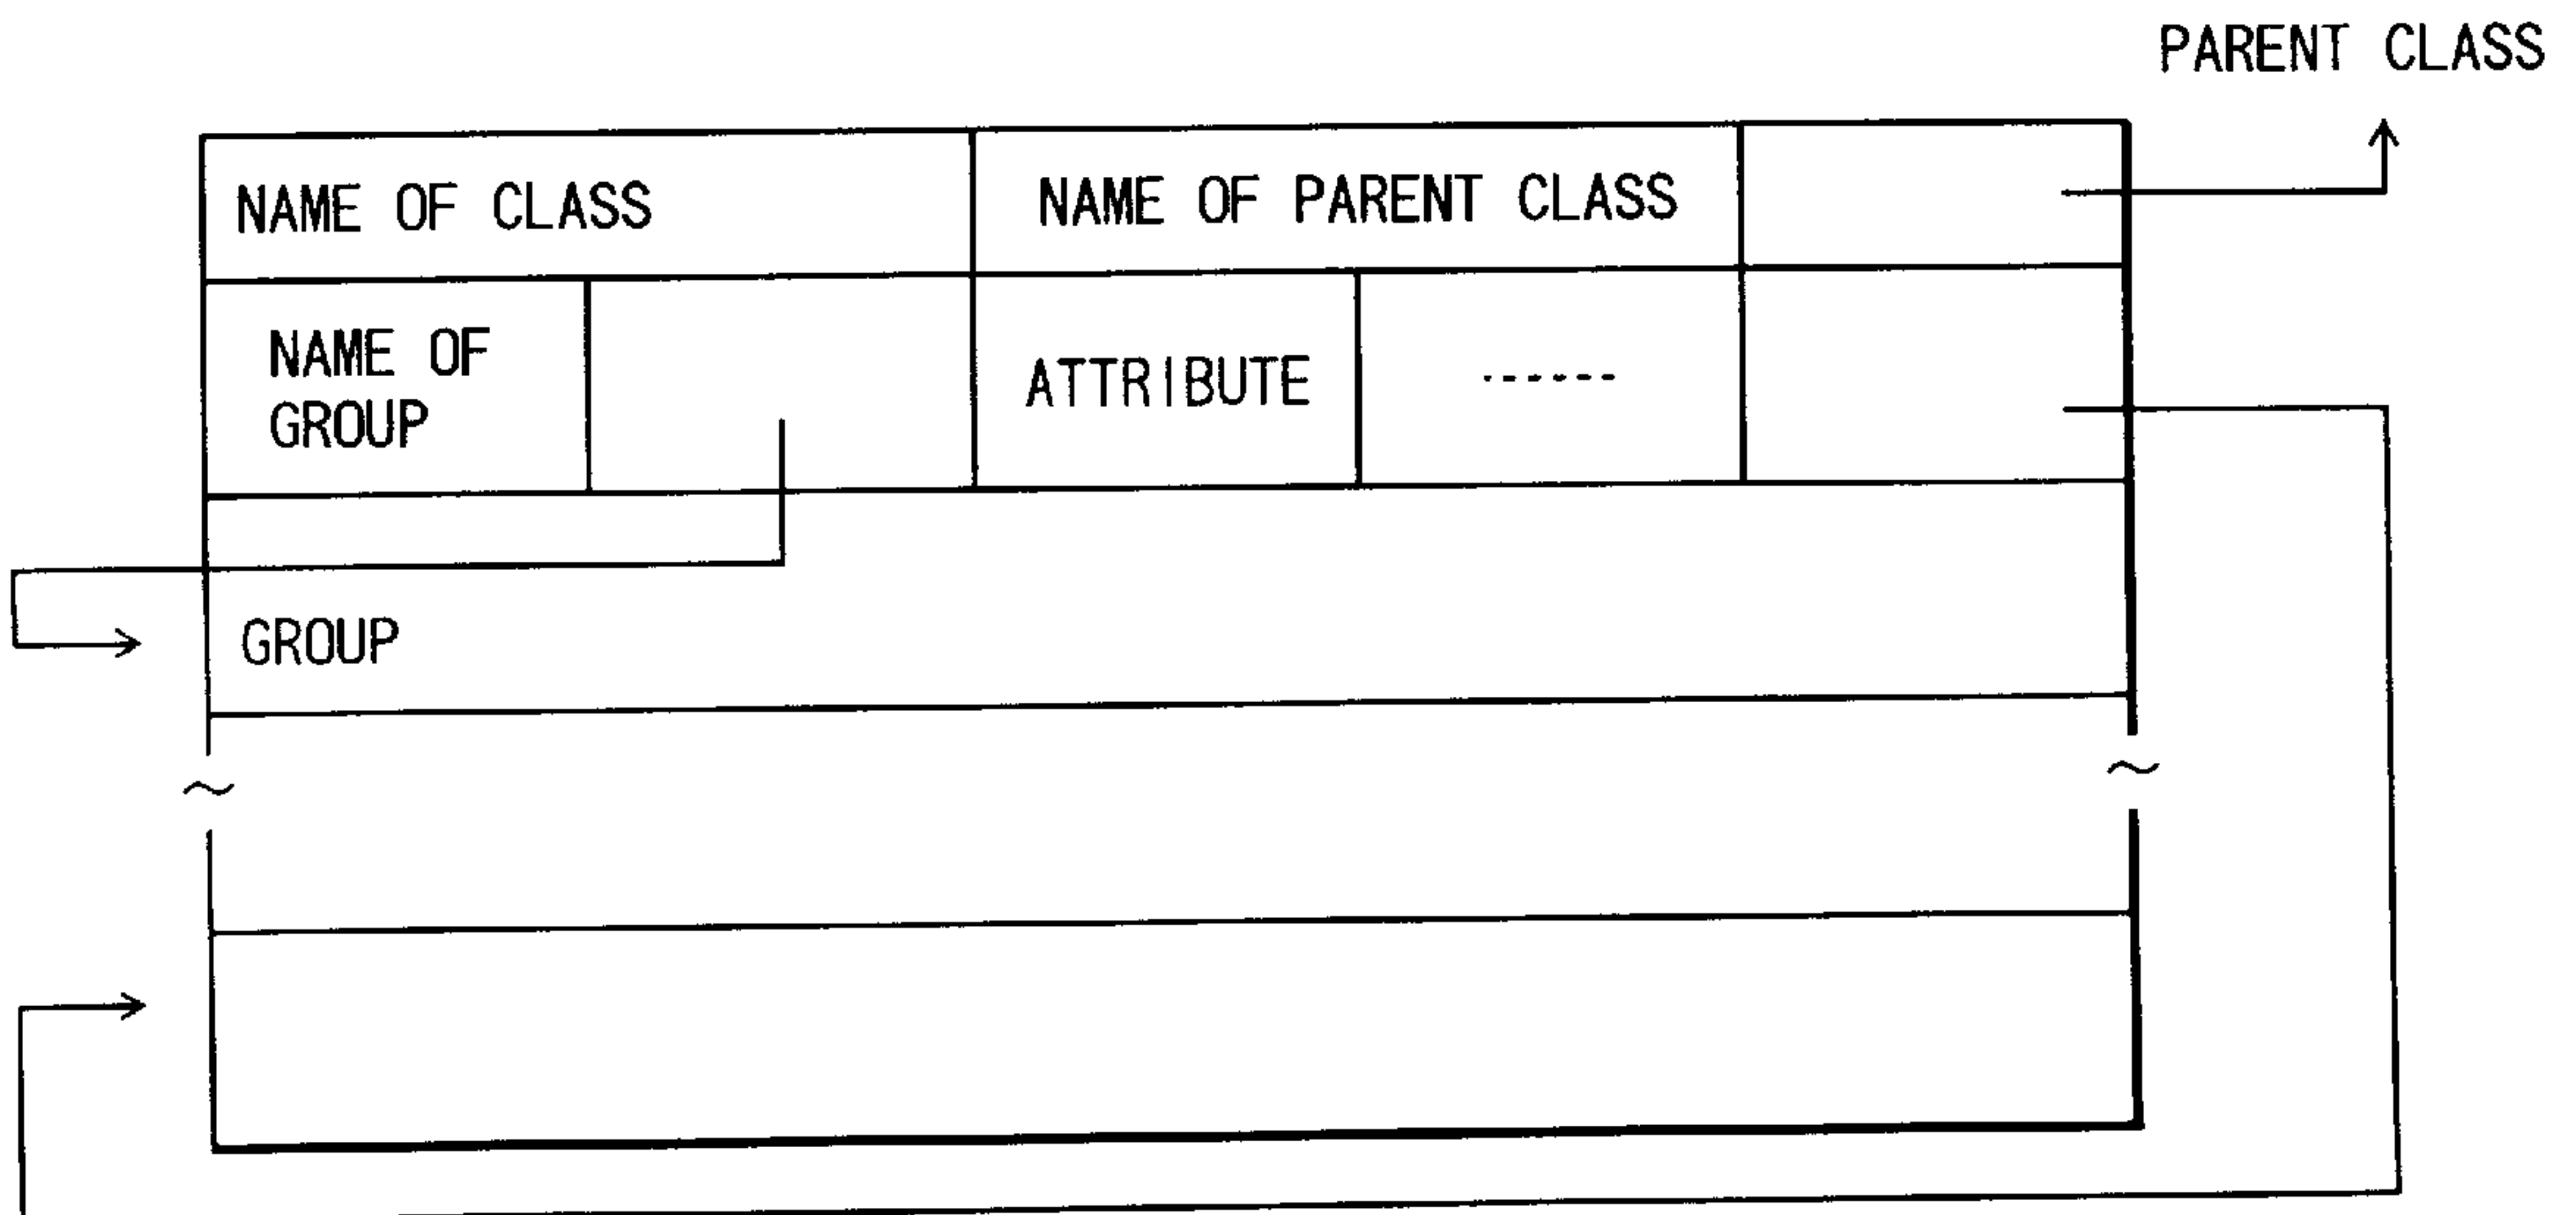 PARENT CLASS
NAME OF CLASS
NAME OF PARENT CLASS
NAME OF
GROUP
ATTRIBUTE
------
GROUP